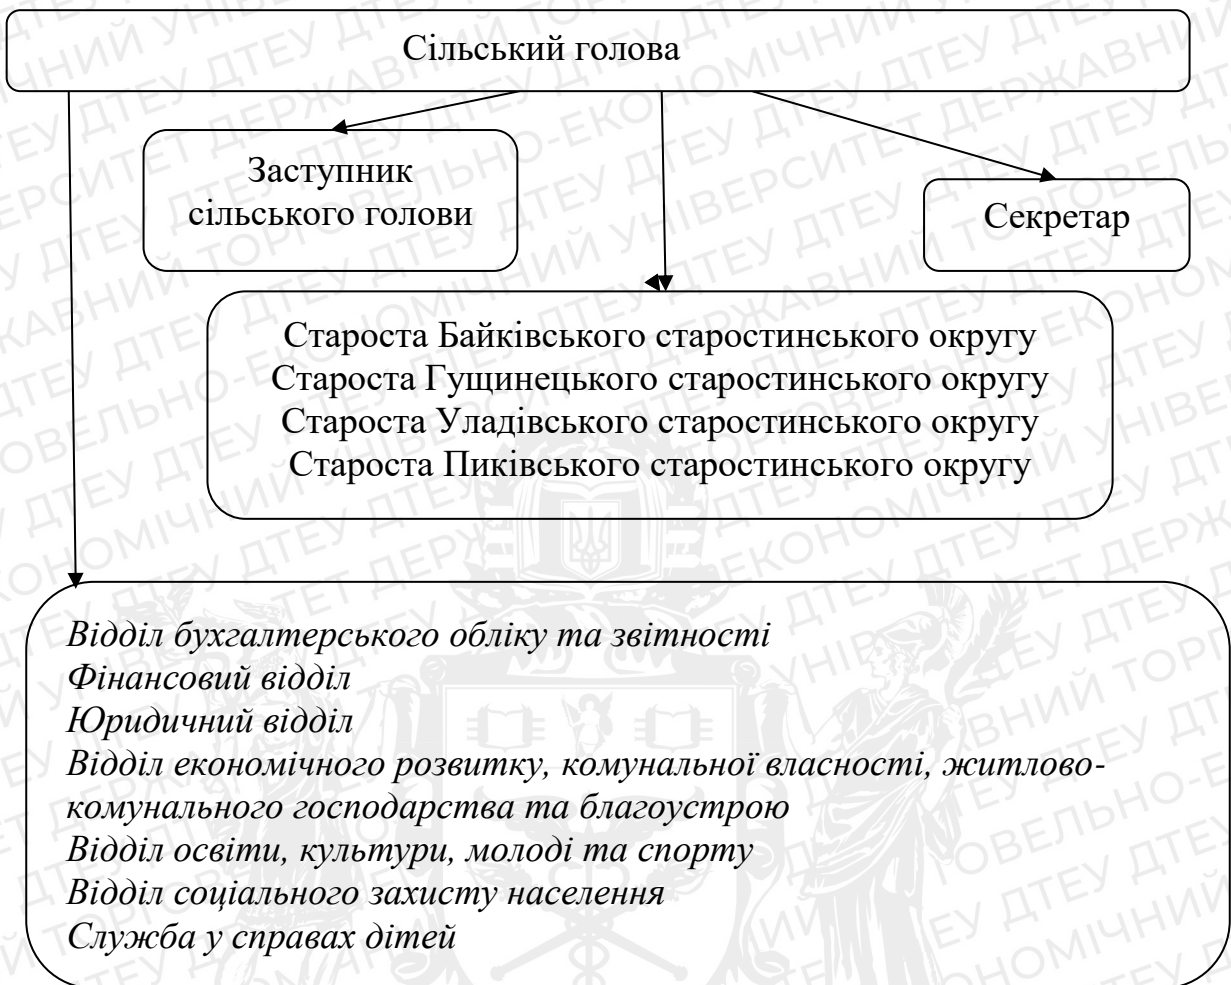 Сільський голова
Заступник
сільського голови
Секретар
Староста Байківського старостинського округу
Староста Гущинецького старостинського округу
Староста Уладівського старостинського округу
Староста Пиківського старостинського округу
Відділ бухгалтерського обліку та звітності
Фінансовий відділ
Юридичний відділ
Відділ економічного розвитку, комунальної власності, житлово-
комунального господарства та благоустрою
Відділ освіти, культури, молоді та спорту
Відділ соціального захисту населення
Служба у справах дітей